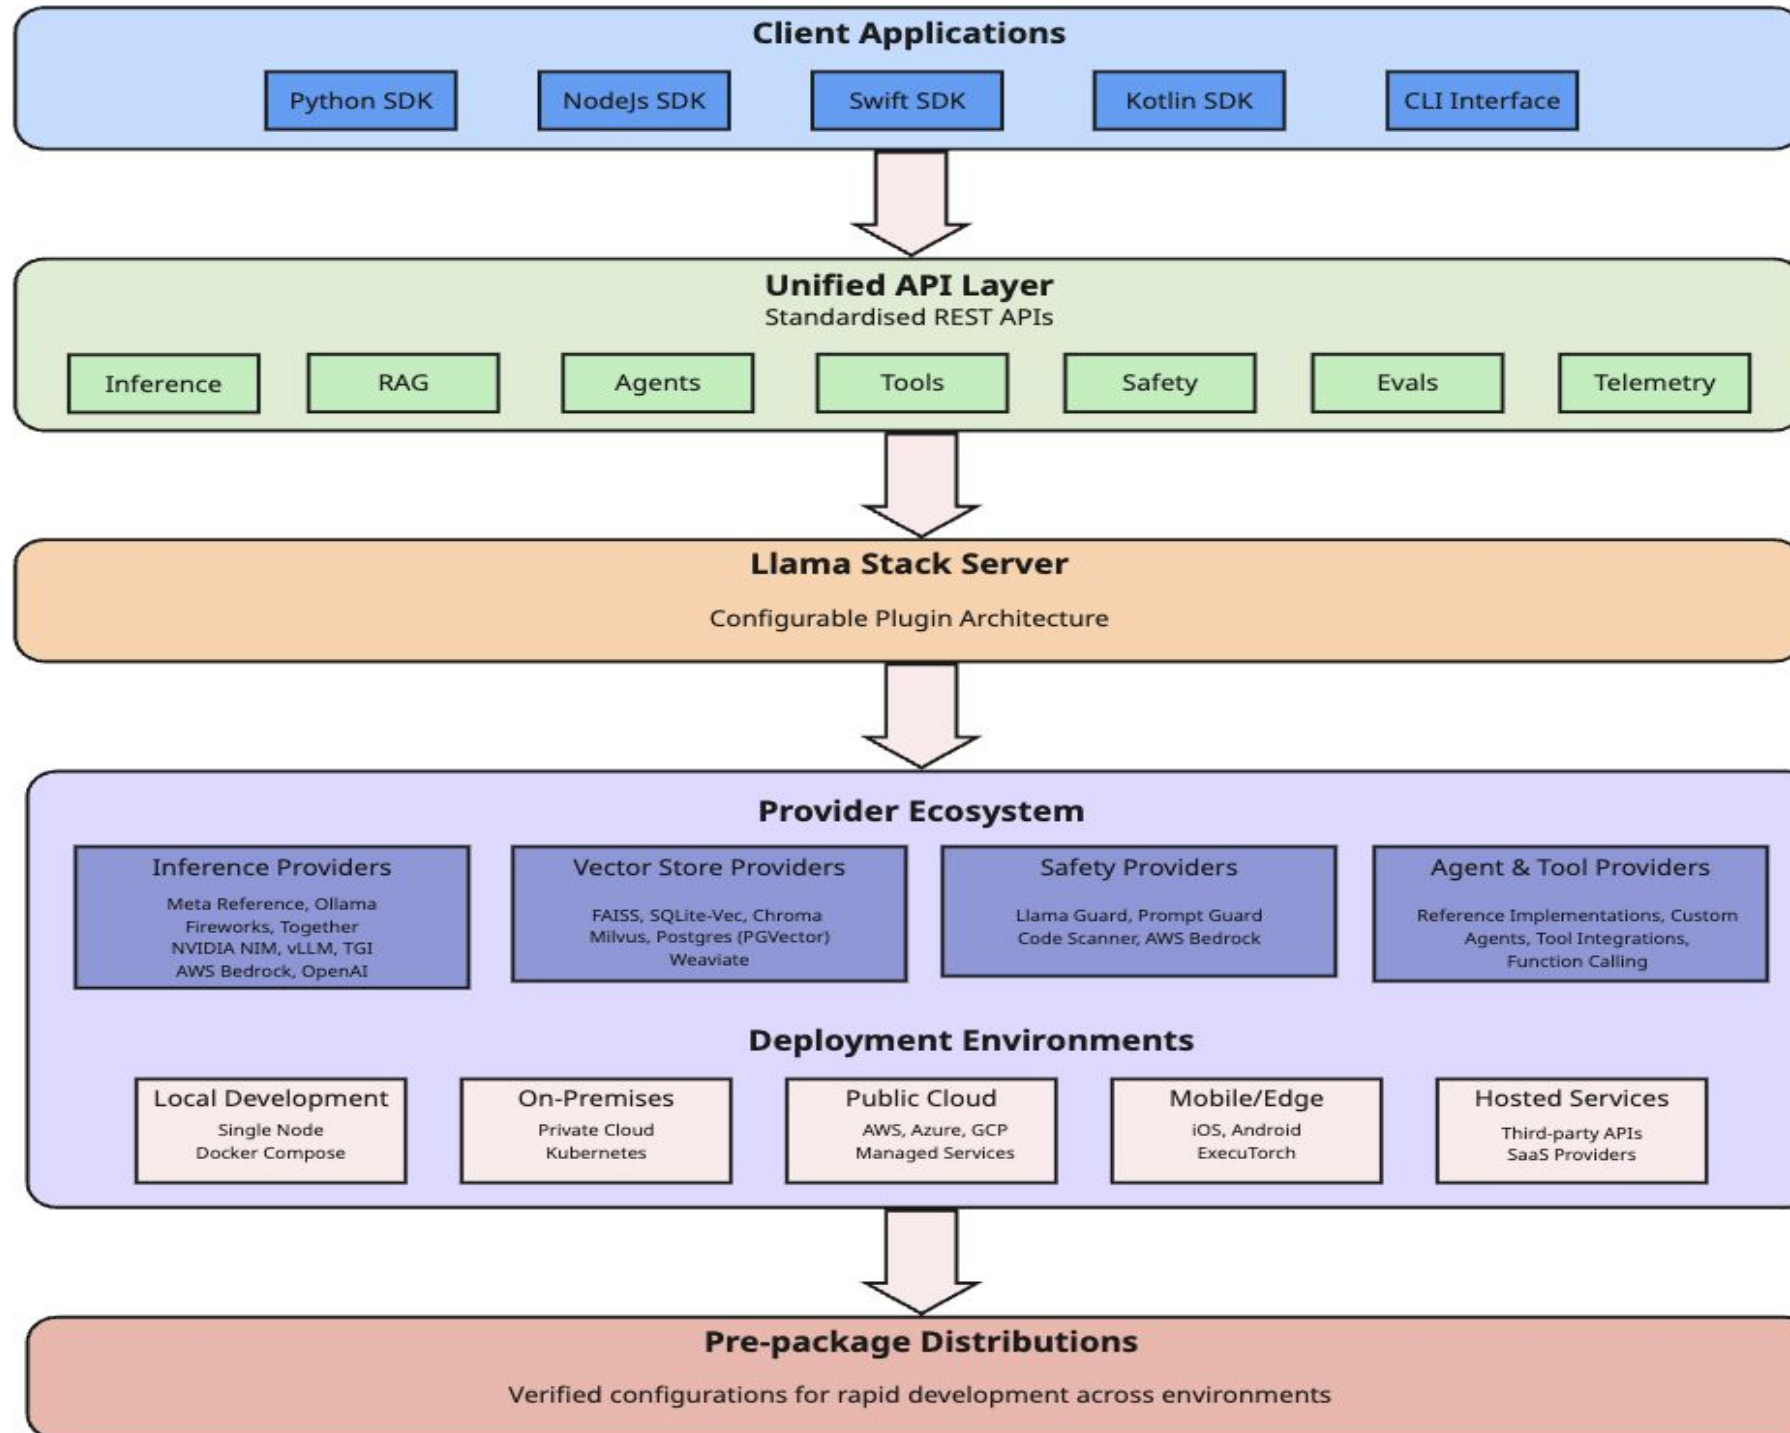 Client Applications
Python SDK
NodeJs SDK
Swift SDK
Kotlin SDK
CLI Interface
Unified API Layer
Standardised REST APIs
Inference
RAG
Agents
Tools
Safety
Evals
Telemetry
Llama Stack Server
Configurable Plugin Architecture
Provider Ecosystem
Inference Providers
Meta Reference, Ollama
Fireworks, Together
NVIDIA NIM, vLLM, TGI
AWS Bedrock, OpenAI
Vector Store Providers
FAISS, SQLite-Vec, Chroma
Milvus, Postgres (PGVector)
Weaviate
Safety Providers
Llama Guard, Prompt Guard
Code Scanner, AWS Bedrock
Agent & Tool Providers
Reference Implementations, Custom
Agents, Tool Integrations,
Function Calling
Deployment Environments
Local Development
Single Node
Docker Compose
On-Premises
Private Cloud
Kubernetes
Public Cloud
AWS, Azure, GCP
Managed Services
Mobile/Edge
iOS, Android
ExecuTorch
Hosted Services
Third-party APIs
SaaS Providers
Pre-package Distributions
Verified configurations for rapid development across environments